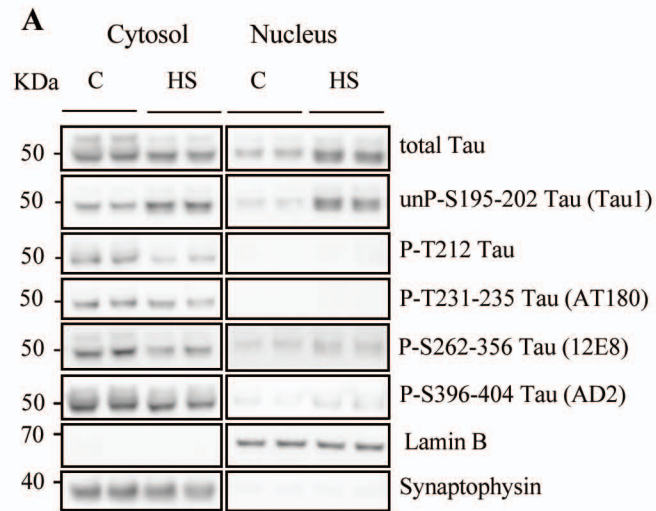 A
Cytosol Nucleus
KDa C HS C HS
50 total Tau
50 unP-S195-202 Tau (Tau1)
50 P-T212 Tau
50 P-T231-235 Tau (AT180)
50 P-S262-356 Tau (12E8)
50 P-S396-404 Tau (AD2)
70 Lamin B
40 Synaptophysin